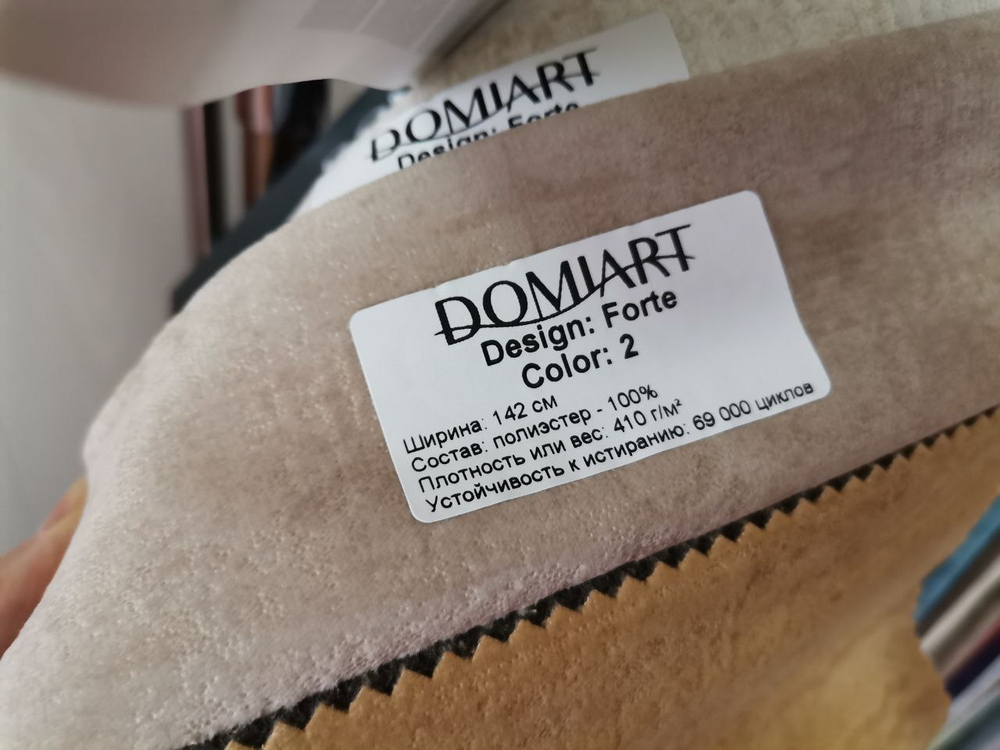 DOMIART
Design: Forte
DOMIART
Design: Forte
Color: 2
Ширина: 142 см
Состав: полиэстер - 100%
Плотность или вес: 410 г/м²
Устойчивость к истиранию: 69 000 циклов